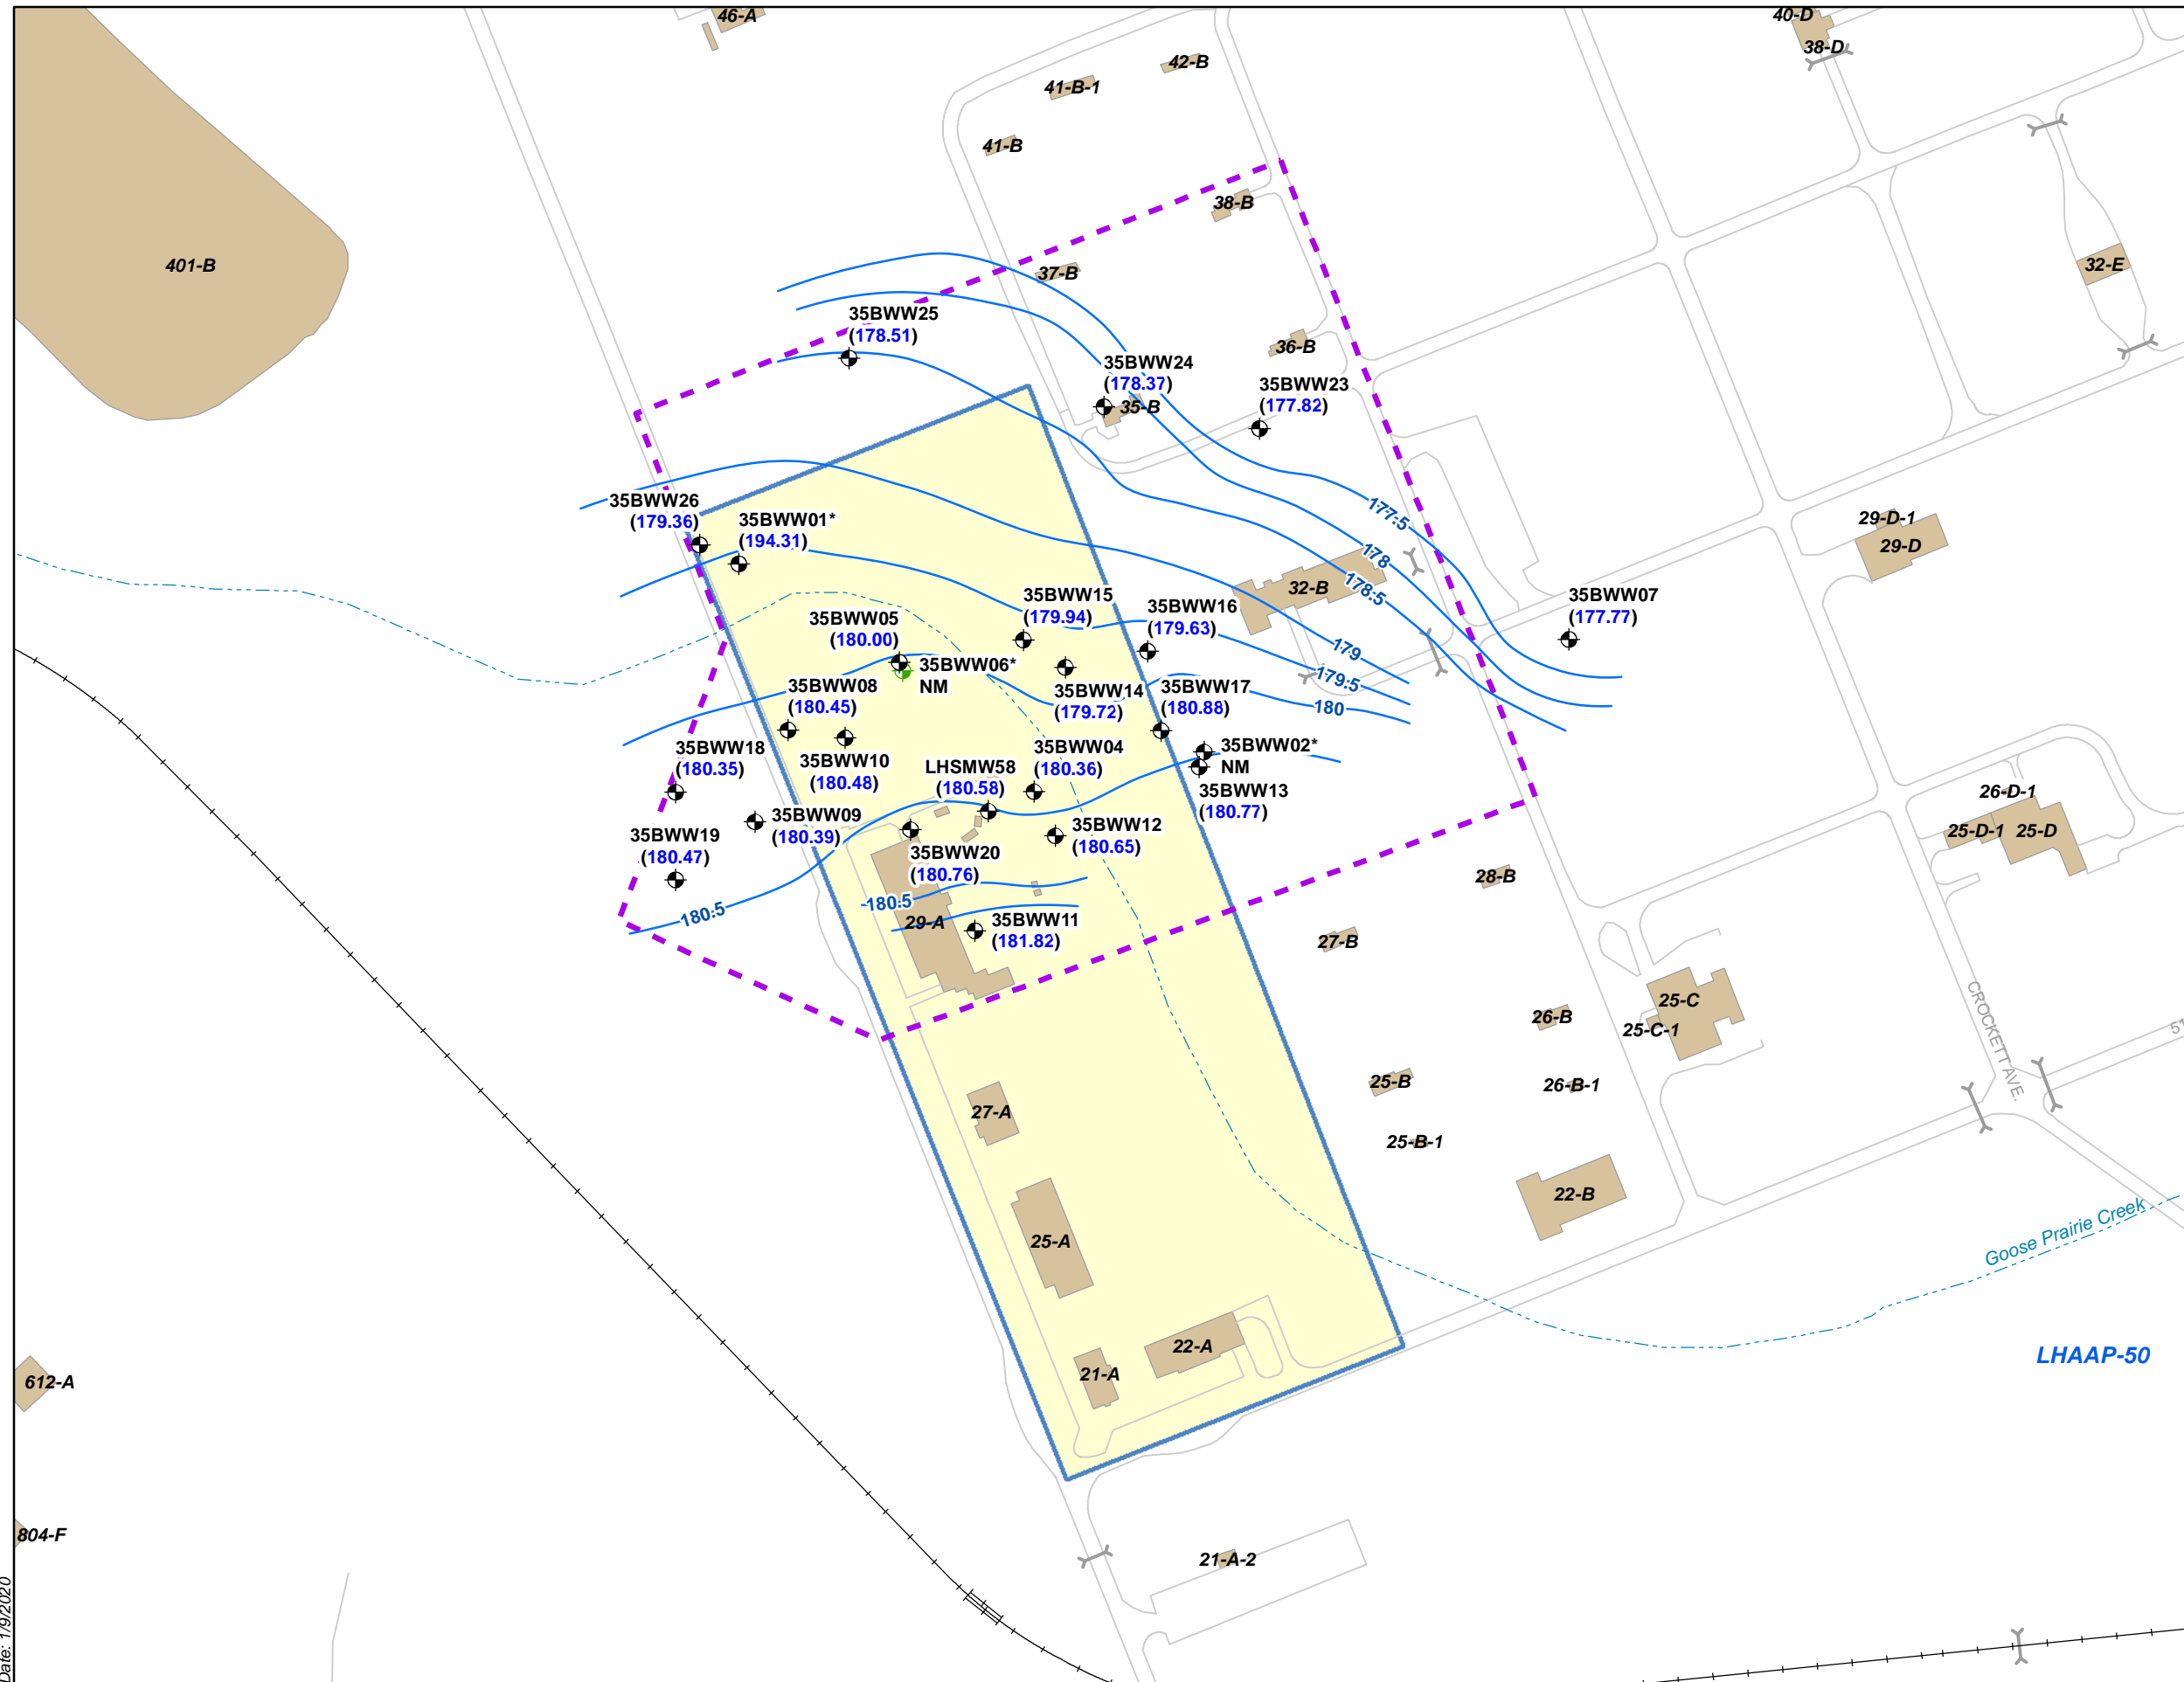 46-A
40-D
38-D
42-B
41-B-1
41-B
38-B
401-B
37-B
32-E
35BWW25
(178.51)
36-B
35BWW24
(178.37)
35-B
35BWW23
(177.82)
35BWW26
(179.36)
35BWW01*
(194.31)
177.5
178
178.5
179
179.5
180
29-D-1
29-D
32-B
35BWW15
(179.94)
35BWW16
(179.63)
35BWW07
(177.77)
35BWW05
(180.00)
35BWW06*
NM
35BWW08
(180.45)
35BWW14
(179.72)
35BWW17
(180.88)
35BWW18
(180.35)
35BWW10
(180.48)
LHSMW58
(180.58)
35BWW04
(180.36)
35BWW02*
NM
35BWW13
(180.77)
26-D-1
25-D-1
25-D
35BWW09
(180.39)
35BWW19
(180.47)
35BWW12
(180.65)
35BWW20
(180.76)
28-B
180.5
180.5
29-A
35BWW11
(181.82)
27-B
25-C
25-C-1
26-B
CROCKETT AVE.
51
25-B
26-B-1
27-A
25-B-1
22-B
25-A
Goose Prairie Creek
LHAAP-50
22-A
21-A
612-A
804-F
21-A-2
Date: 1/9/2020